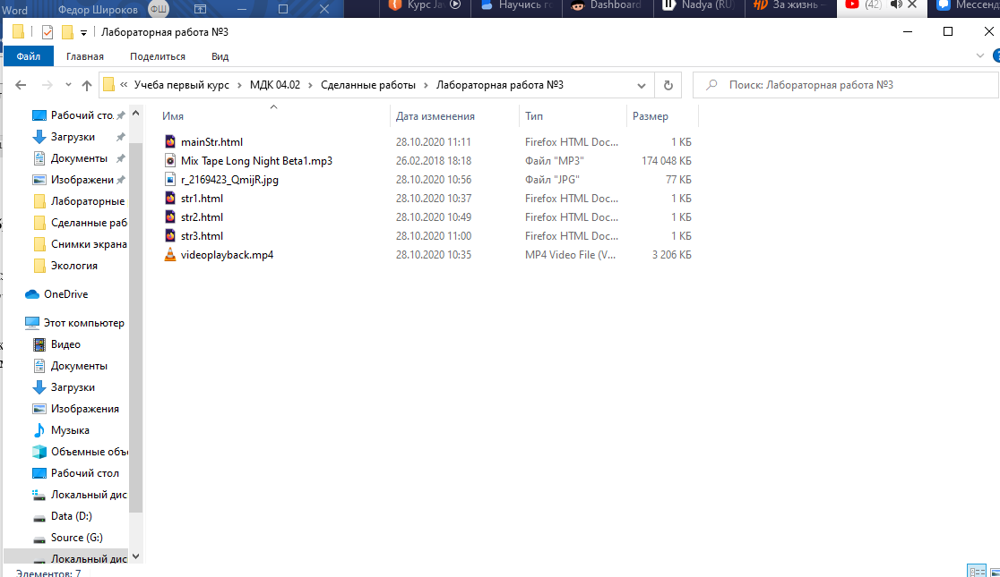 Word Федор Широков ФШ Курс Ja Научись Dashboard Nadya (RU За жизнь (42) Мессенд
Лабораторная работа №3
Файл Главная Поделиться Вид
« Учеба первый курс › МДК 04.02 › Сделанные работы › Лабораторная работа №3 Поиск: Лабораторная работа №3
Имя Дата изменения Тип Размер
mainStr.html 28.10.2020 11:11 Firefox HTML Doc... 1 КБ
Mix Tape Long Night Beta1.mp3 26.02.2018 18:18 Файл "MP3" 174 048 КБ
r_2169423_QmijR.jpg 28.10.2020 10:56 Файл "JPG" 77 КБ
str1.html 28.10.2020 10:37 Firefox HTML Doc... 1 КБ
str2.html 28.10.2020 10:49 Firefox HTML Doc... 1 КБ
str3.html 28.10.2020 11:00 Firefox HTML Doc... 1 КБ
videoplayback.mp4 28.10.2020 10:35 MP4 Video File (V... 3 206 КБ
Рабочий сто
Загрузки
Документы
Изображени
Лабораторные
Сделанные раб
Снимки экрана
Экология
OneDrive
Этот компьютер
Видео
Документы
Загрузки
Изображения
Музыка
Объемные объ
Рабочий стол
Локальный дис
Data (D:)
Source (G:)
Локальный дис
Элементов: 7